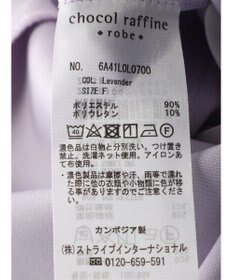 chocol raffine
- robe -
NO. 6A41L0L0700
COL:Lavender
SIZE:F
ポリエステル 90%
ポリウレタン 10%
濃色品は白物と分別洗い。つけ置き禁
止。洗濯ネット使用。アイロンあて
布使用。
・濃色製品は摩擦や汗、雨などで濡
れた際に他の衣類や小物類に色が移
る事がありますのでご注意下さい。
カンボジア製
(株)ストライプインターナショナル
0120-659-591